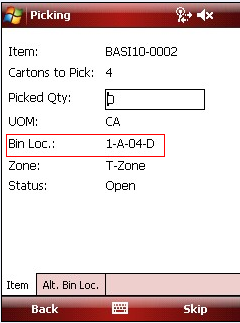 Picking
Item: BASI10-0002
Cartons to Pick: 4
Picked Qty: 0
UOM: CA
Bin Loc.: 1-A-04-D
Zone: T-Zone
Status: Open
Item Alt. Bin Loc.
Back Skip